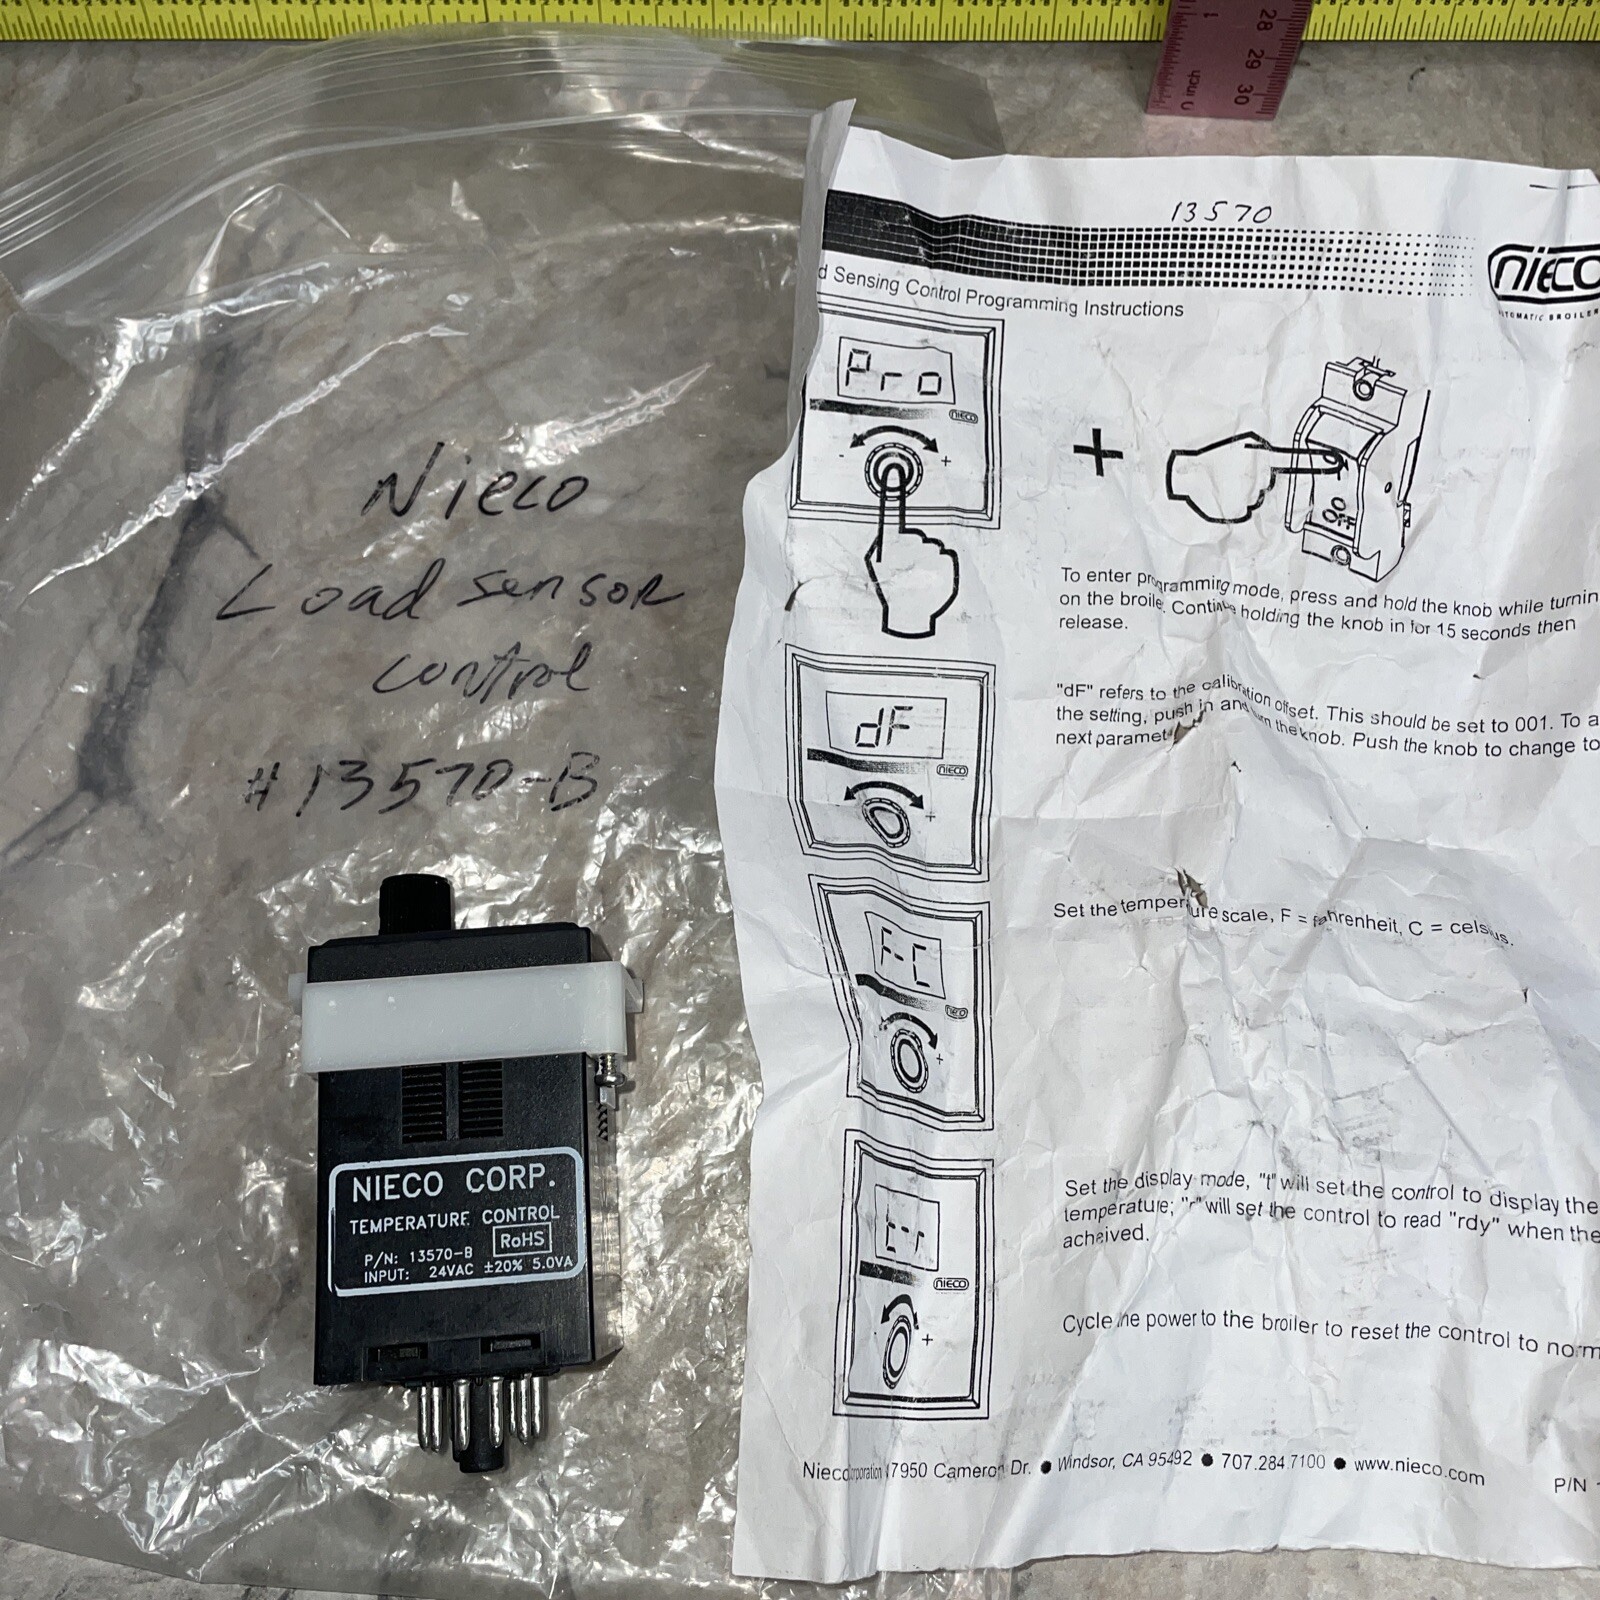 1
0 inch
28
29
30
Nieco
Load sensor
control
#13570-B
NIECO CORP.
TEMPERATURE CONTROL
RoHS
P/N: 13570-B
INPUT: 24VAC ±20% 5.0VA
13570
NIECO
AUTOMATIC BROILER
d Sensing Control Programming Instructions
Pro
NIECO
- +
+
OFF
To enter programming mode, press and hold the knob while turnin
on the broiler. Continue holding the knob in for 15 seconds then
release.
dF
NIECO
+
"dF" refers to the calibration offset. This should be set to 001. To a
the setting, push in and turn the knob. Push the knob to change to
next paramet
F-C
NIECO
+
Set the temperature scale, F = fahrenheit, C = celsius.
t-r
NIECO
+
Set the display mode, "t" will set the control to display the
temperature; "r" will set the control to read "rdy" when the
acheived.
Cycle the power to the broiler to reset the control to norm
Nieco Corporation 7950 Cameron Dr. ● Windsor, CA 95492 ● 707.284.7100 ● www.nieco.com
P/N